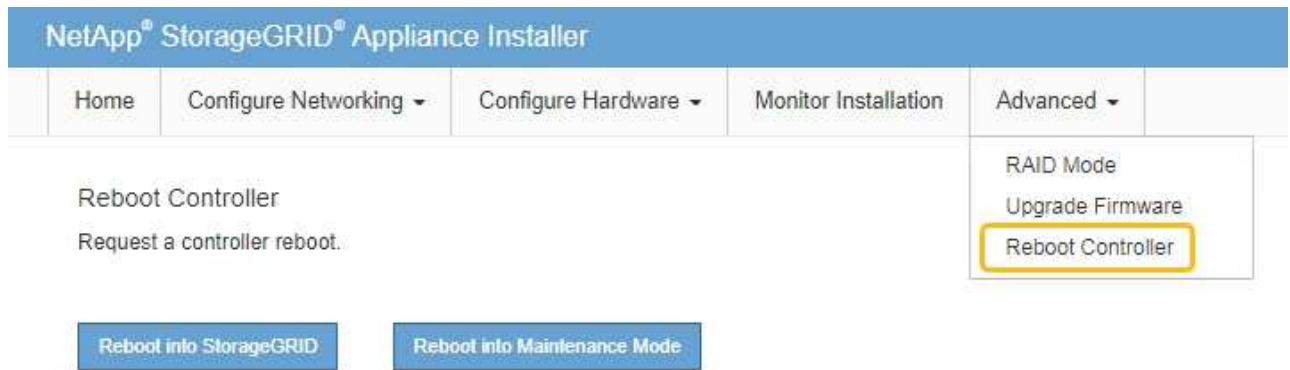 NetApp® StorageGRID® Appliance Installer
Home Configure Networking Configure Hardware Monitor Installation Advanced
RAID Mode
Upgrade Firmware
Reboot Controller
Reboot Controller
Request a controller reboot.
Reboot into StorageGRID Reboot into Maintenance Mode